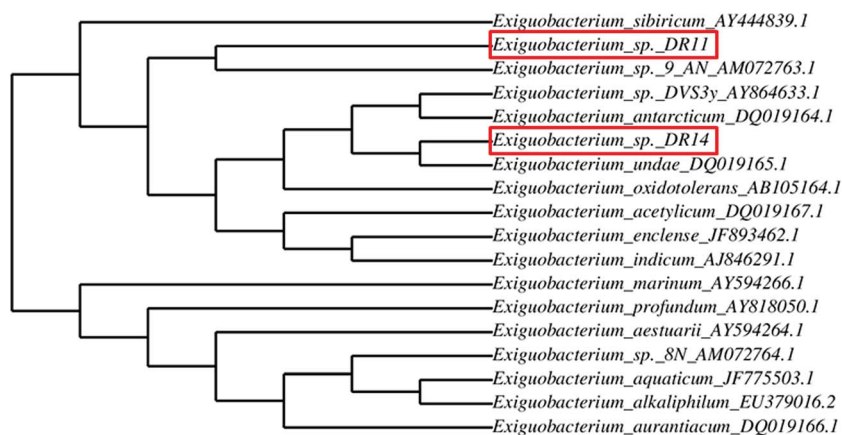 Exiguobacterium_sibiricum_AY444839.1
Exiguobacterium_sp._DR11
Exiguobacterium_sp._9_AN_AM072763.1
Exiguobacterium_sp._DVS3y_AY864633.1
Exiguobacterium_antarcticum_DQ019164.1
Exiguobacterium_sp._DR14
Exiguobacterium_undae_DQ019165.1
Exiguobacterium_oxidotolerans_AB105164.1
Exiguobacterium_acetylicum_DQ019167.1
Exiguobacterium_enclense_JF893462.1
Exiguobacterium_indicum_AJ846291.1
Exiguobacterium_marinum_AY594266.1
Exiguobacterium_profundum_AY818050.1
Exiguobacterium_aestuarii_AY594264.1
Exiguobacterium_sp._8N_AM072764.1
Exiguobacterium_aquaticum_JF775503.1
Exiguobacterium_alkaliphilum_EU379016.2
Exiguobacterium_aurantiacum_DQ019166.1